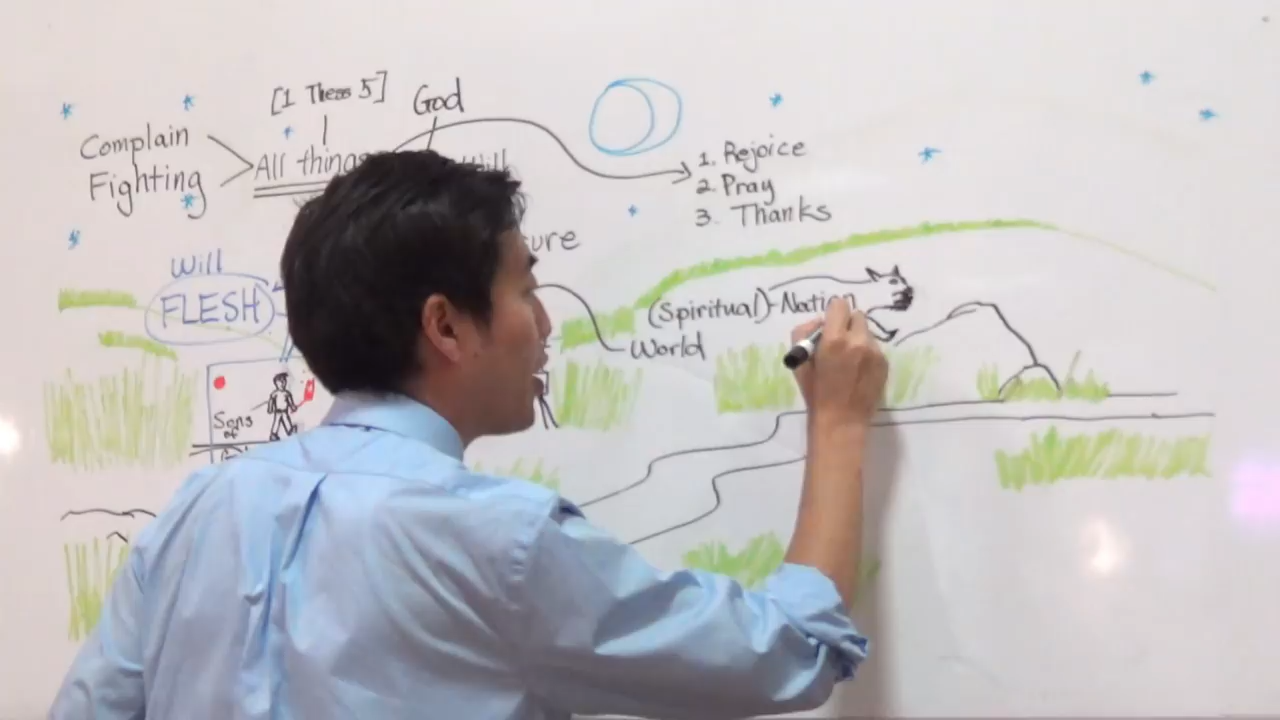 [1 Thess 5]
God
Complain
Fighting
All things
Will
1. Rejoice
2. Pray
3. Thanks
Will
FLESH
(Spiritual)-Nation
World
Sons
of